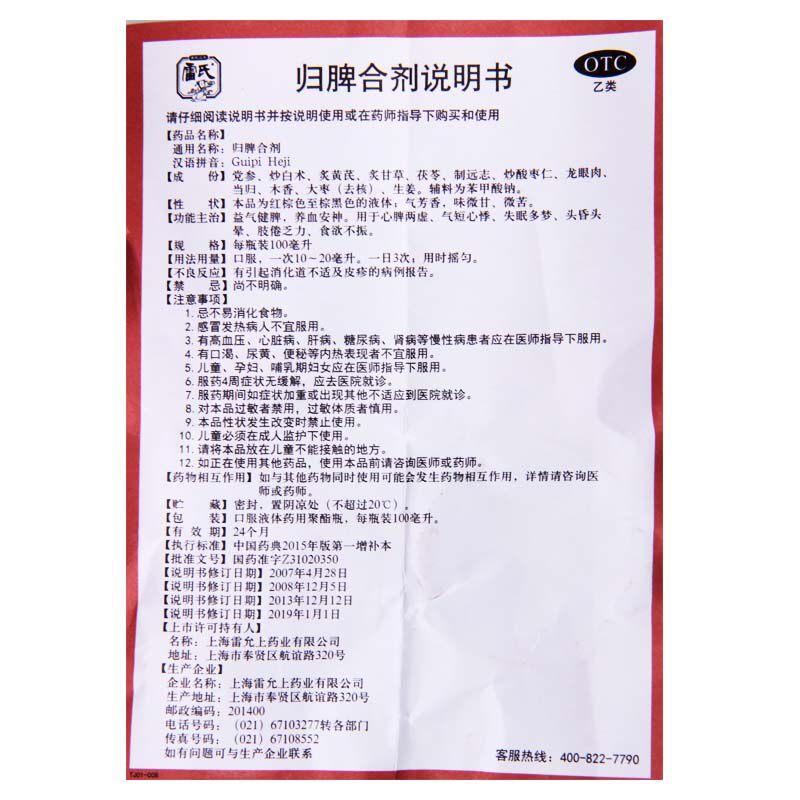 雷氏
归脾合剂说明书
OTC
乙类
请仔细阅读说明书并按说明使用或在药师指导下购买和使用
【药品名称】
通用名称：归脾合剂
汉语拼音：Guipi Heji
【成 份】党参、炒白术、炙黄芪、炙甘草、茯苓、制远志、炒酸枣仁、龙眼肉、
当归、木香、大枣（去核）、生姜。辅料为苯甲酸钠。
【性 状】本品为红棕色至棕黑色的液体；气芳香，味微甘、微苦。
【功能主治】益气健脾，养血安神。用于心脾两虚、气短心悸、失眠多梦、头昏头
晕、肢倦乏力、食欲不振。
【规 格】每瓶装100毫升
【用法用量】口服，一次10～20毫升。一日3次；用时摇匀。
【不良反应】有引起消化道不适及皮疹的病例报告。
【禁 忌】尚不明确。
【注意事项】
1. 忌不易消化食物。
2. 感冒发热病人不宜服用。
3. 有高血压、心脏病、肝病、糖尿病、肾病等慢性病患者应在医师指导下服用。
4. 有口渴、尿黄、便秘等内热表现者不宜服用。
5. 儿童、孕妇、哺乳期妇女应在医师指导下服用。
6. 服药4周症状无缓解，应去医院就诊。
7. 服药期间如症状加重或出现其他不适应到医院就诊。
8. 对本品过敏者禁用，过敏体质者慎用。
9. 本品性状发生改变时禁止使用。
10. 儿童必须在成人监护下使用。
11. 请将本品放在儿童不能接触的地方。
12. 如正在使用其他药品，使用本品前请咨询医师或药师。
【药物相互作用】如与其他药物同时使用可能会发生药物相互作用，详情请咨询医
师或药师。
【贮 藏】密封，置阴凉处（不超过20℃）。
【包 装】口服液体药用聚酯瓶，每瓶装100毫升。
【有 效 期】24个月
【执行标准】中国药典2015年版第一增补本
【批准文号】国药准字Z31020350
【说明书修订日期】2007年4月28日
【说明书修订日期】2008年12月5日
【说明书修订日期】2013年12月12日
【说明书修订日期】2019年1月1日
【上市许可持有人】
名称：上海雷允上药业有限公司
地址：上海市奉贤区航谊路320号
【生产企业】
企业名称：上海雷允上药业有限公司
生产地址：上海市奉贤区航谊路320号
邮政编码：201400
电话号码：（021）67103277转各部门
传真号码：（021）67108552
如有问题可与生产企业联系
客服热线：400-822-7790
TJ01-008